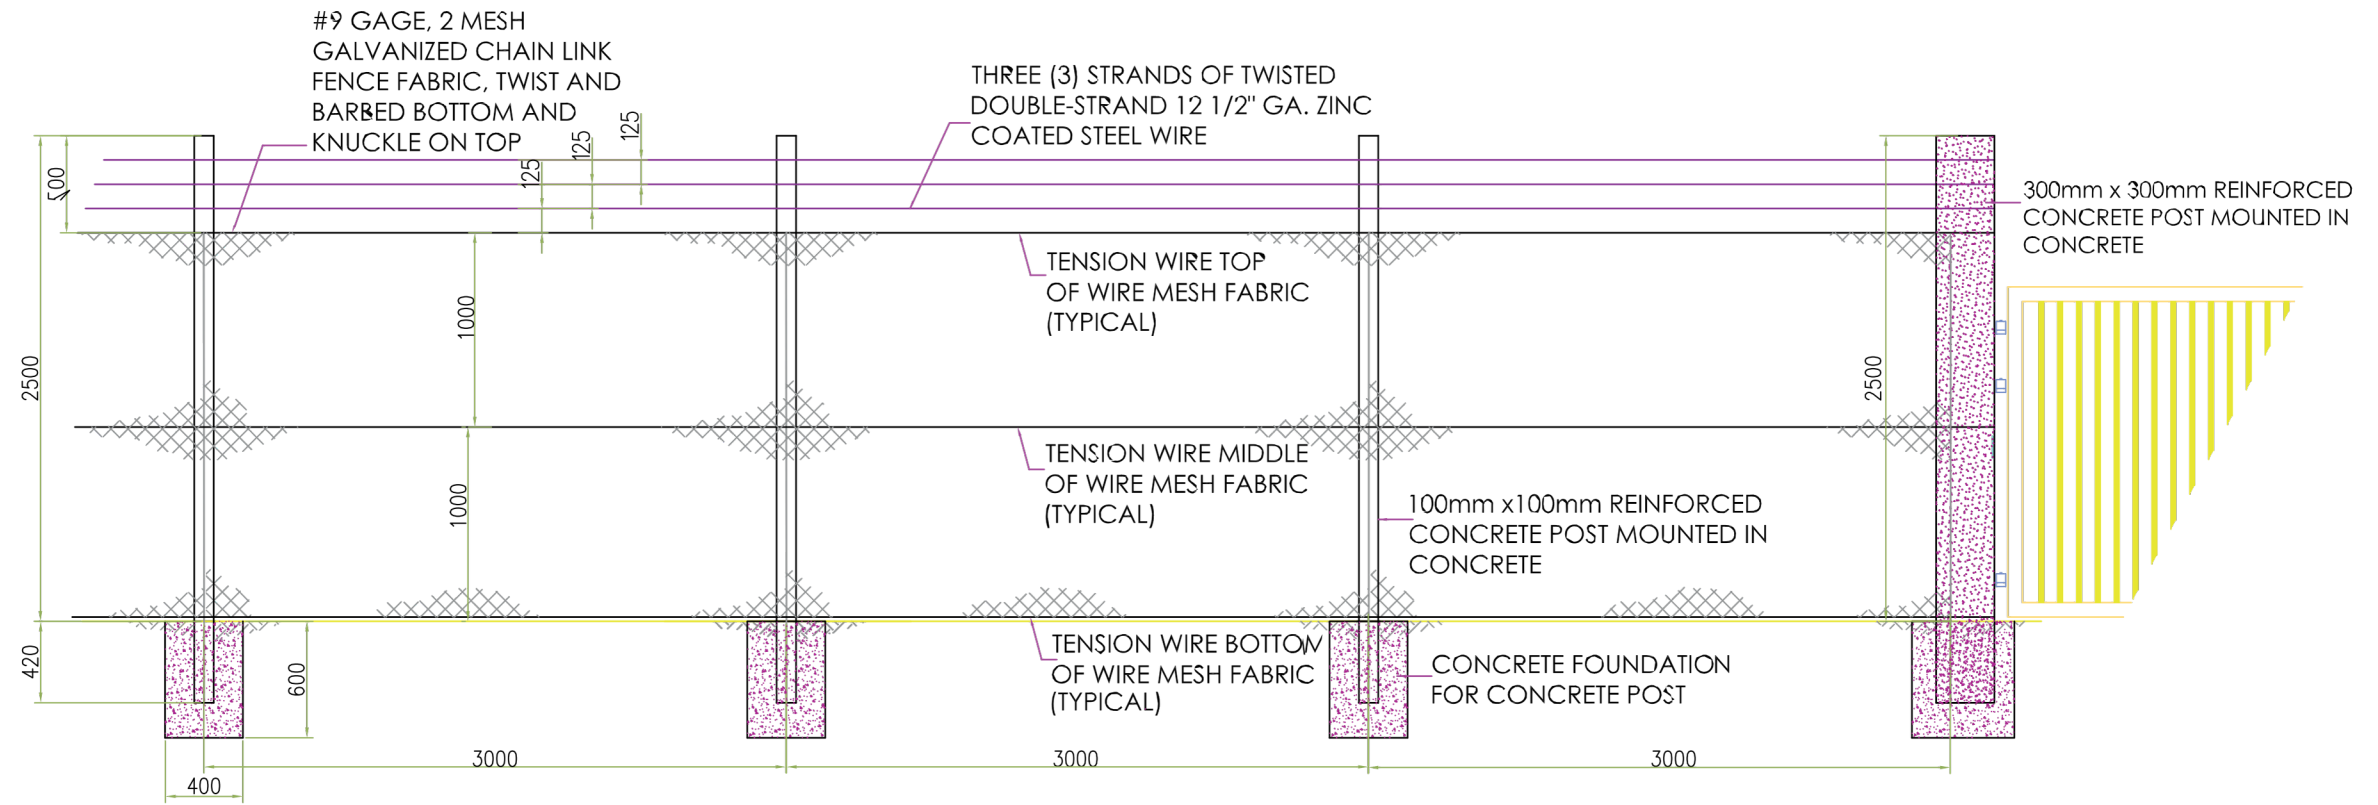 #9 GAGE, 2 MESH
GALVANIZED CHAIN LINK
FENCE FABRIC, TWIST AND
BARBED BOTTOM AND
KNUCKLE ON TOP
THREE (3) STRANDS OF TWISTED
DOUBLE-STRAND 12 1/2" GA. ZINC
COATED STEEL WIRE
125
125
125
500
300mm x 300mm REINFORCED
CONCRETE POST MOUNTED IN
CONCRETE
TENSION WIRE TOP
OF WIRE MESH FABRIC
(TYPICAL)
1000
2500
2500
TENSION WIRE MIDDLE
OF WIRE MESH FABRIC
(TYPICAL)
1000
100mm x100mm REINFORCED
CONCRETE POST MOUNTED IN
CONCRETE
TENSION WIRE BOTTOM
OF WIRE MESH FABRIC
(TYPICAL)
CONCRETE FOUNDATION
FOR CONCRETE POST
420
600
3000
3000
3000
400